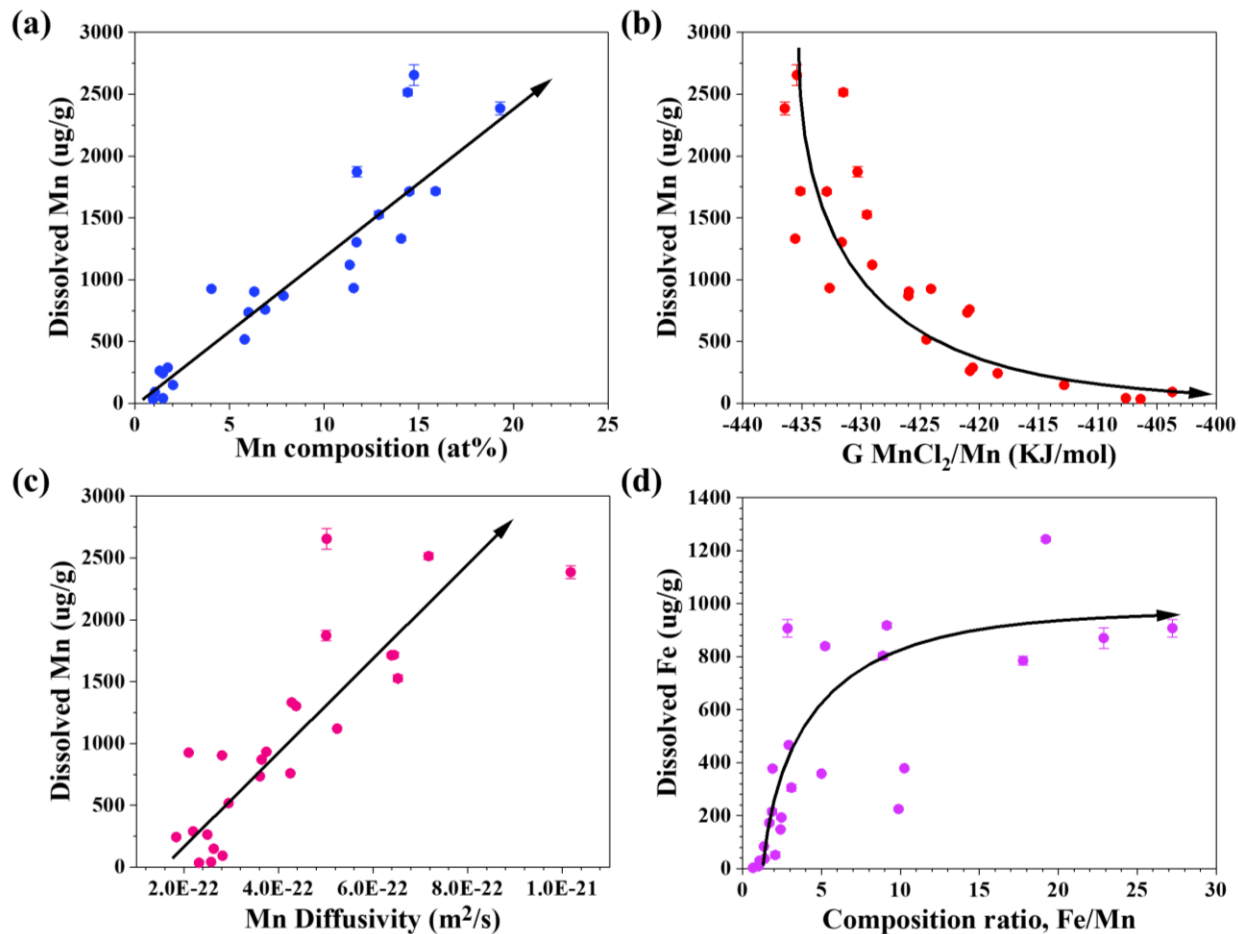 (a)
3000
2500
2000
1500
1000
500
0
Dissolved Mn (ug/g)
0 5 10 15 20 25
Mn composition (at%)
(b)
3000
2500
2000
1500
1000
500
0
Dissolved Mn (ug/g)
-440 -435 -430 -425 -420 -415 -410 -405 -400
G MnCl₂/Mn (KJ/mol)
(c)
3000
2500
2000
1500
1000
500
0
Dissolved Mn (ug/g)
2.0E-22 4.0E-22 6.0E-22 8.0E-22 1.0E-21
Mn Diffusivity (m²/s)
(d)
1400
1200
1000
800
600
400
200
0
Dissolved Fe (ug/g)
0 5 10 15 20 25 30
Composition ratio, Fe/Mn